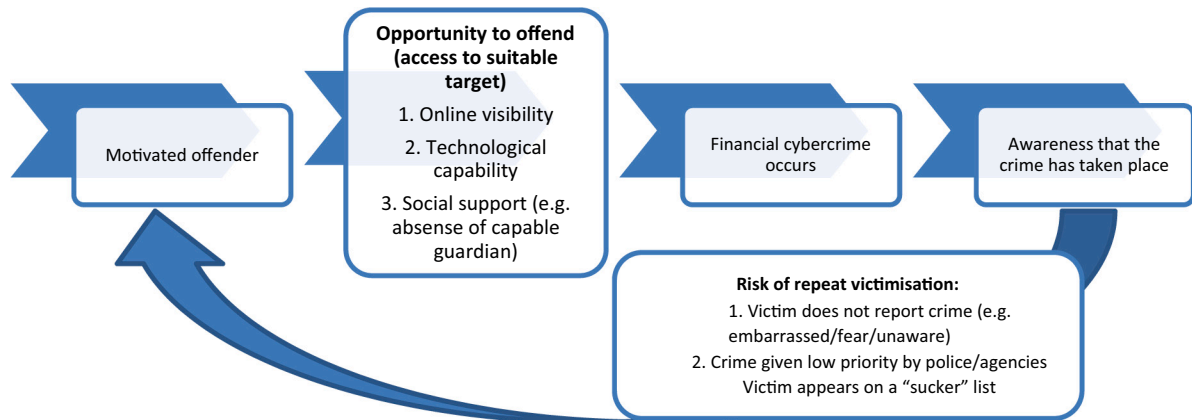 Motivated offender
Opportunity to offend
(access to suitable
target)
1. Online visibility
2. Technological
capability
3. Social support (e.g.
absense of capable
guardian)
Financial cybercrime
occurs
Awareness that the
crime has taken place
Risk of repeat victimisation:
1. Victim does not report crime (e.g.
embarrassed/fear/unaware)
2. Crime given low priority by police/agencies
Victim appears on a “sucker” list